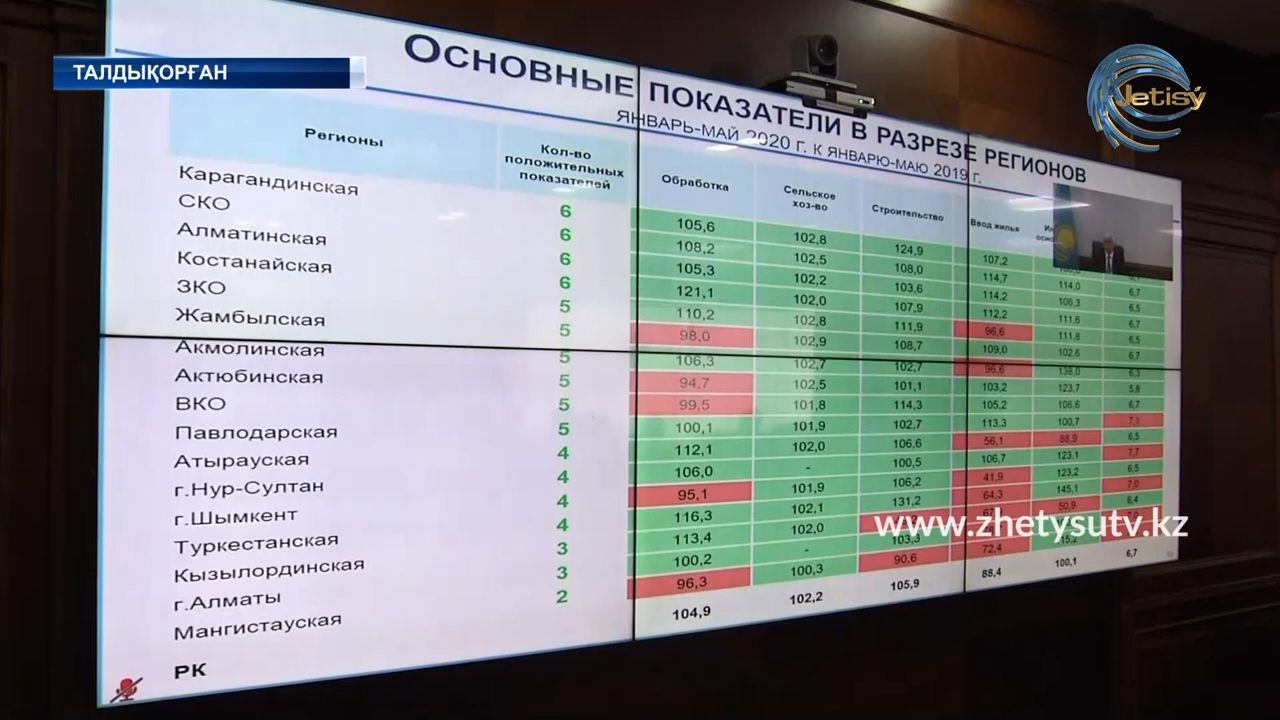 ТАЛДЫҚОРҒАН
Jetisý
ОСНОВНЫЕ ПОКАЗАТЕЛИ В РАЗРЕЗЕ РЕГИОНОВ
ЯНВАРЬ-МАЙ 2020 Г. К ЯНВАРЮ-МАЮ 2019 Г.
Регионы Кол-во положительных показателей Обработка Сельское хоз-во Строительство Ввод жилья
Карагандинская 6 105,6 102,8 124,9 107,2
СКО 6 108,2 102,5 108,0 114,7 114,0 6,7
Алматинская 6 105,3 102,2 103,6 114,2 106,3 6,5
Костанайская 6 121,1 102,0 107,9 112,2 111,6 6,7
ЗКО 5 110,2 102,8 111,9 96,6 111,8 6,5
Жамбылская 5 98,0 102,9 108,7 109,0 102,6 6,7
Акмолинская 5 106,3 102,7 102,7 96,6 138,0 6,3
Актюбинская 5 94,7 102,5 101,1 103,2 123,7 5,8
ВКО 5 99,5 101,8 114,3 105,2 106,6 6,7
Павлодарская 5 100,1 101,9 102,7 113,3 100,7 7,1
Атырауская 4 112,1 102,0 106,6 56,1 88,9 6,5
г.Нур-Султан 4 106,0 - 100,5 106,7 123,1 7,7
г.Шымкент 4 95,1 101,9 106,2 41,9 123,2 6,5
Туркестанская 4 116,3 102,1 131,2 64,3 145,1 7,0
Кызылординская 3 113,4 102,0 50,9 6,4
г.Алматы 3 100,2 - 103,3
Мангистауская 2 96,3 100,3 90,6 72,4
РК 104,9 102,2 105,9 88,4 100,1 6,7
www.zhetysutv.kz